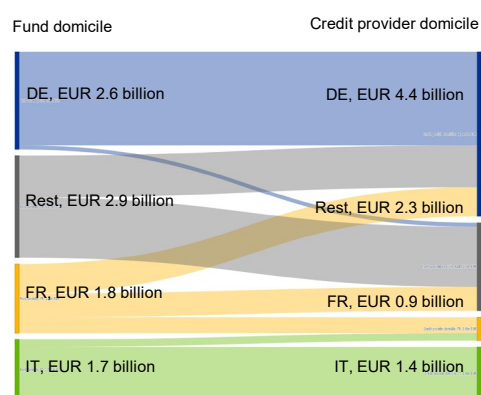 Fund domicile
Credit provider domicile
DE, EUR 2.6 billion
DE, EUR 4.4 billion
Rest, EUR 2.9 billion
Rest, EUR 2.3 billion
FR, EUR 1.8 billion
FR, EUR 0.9 billion
IT, EUR 1.7 billion
IT, EUR 1.4 billion